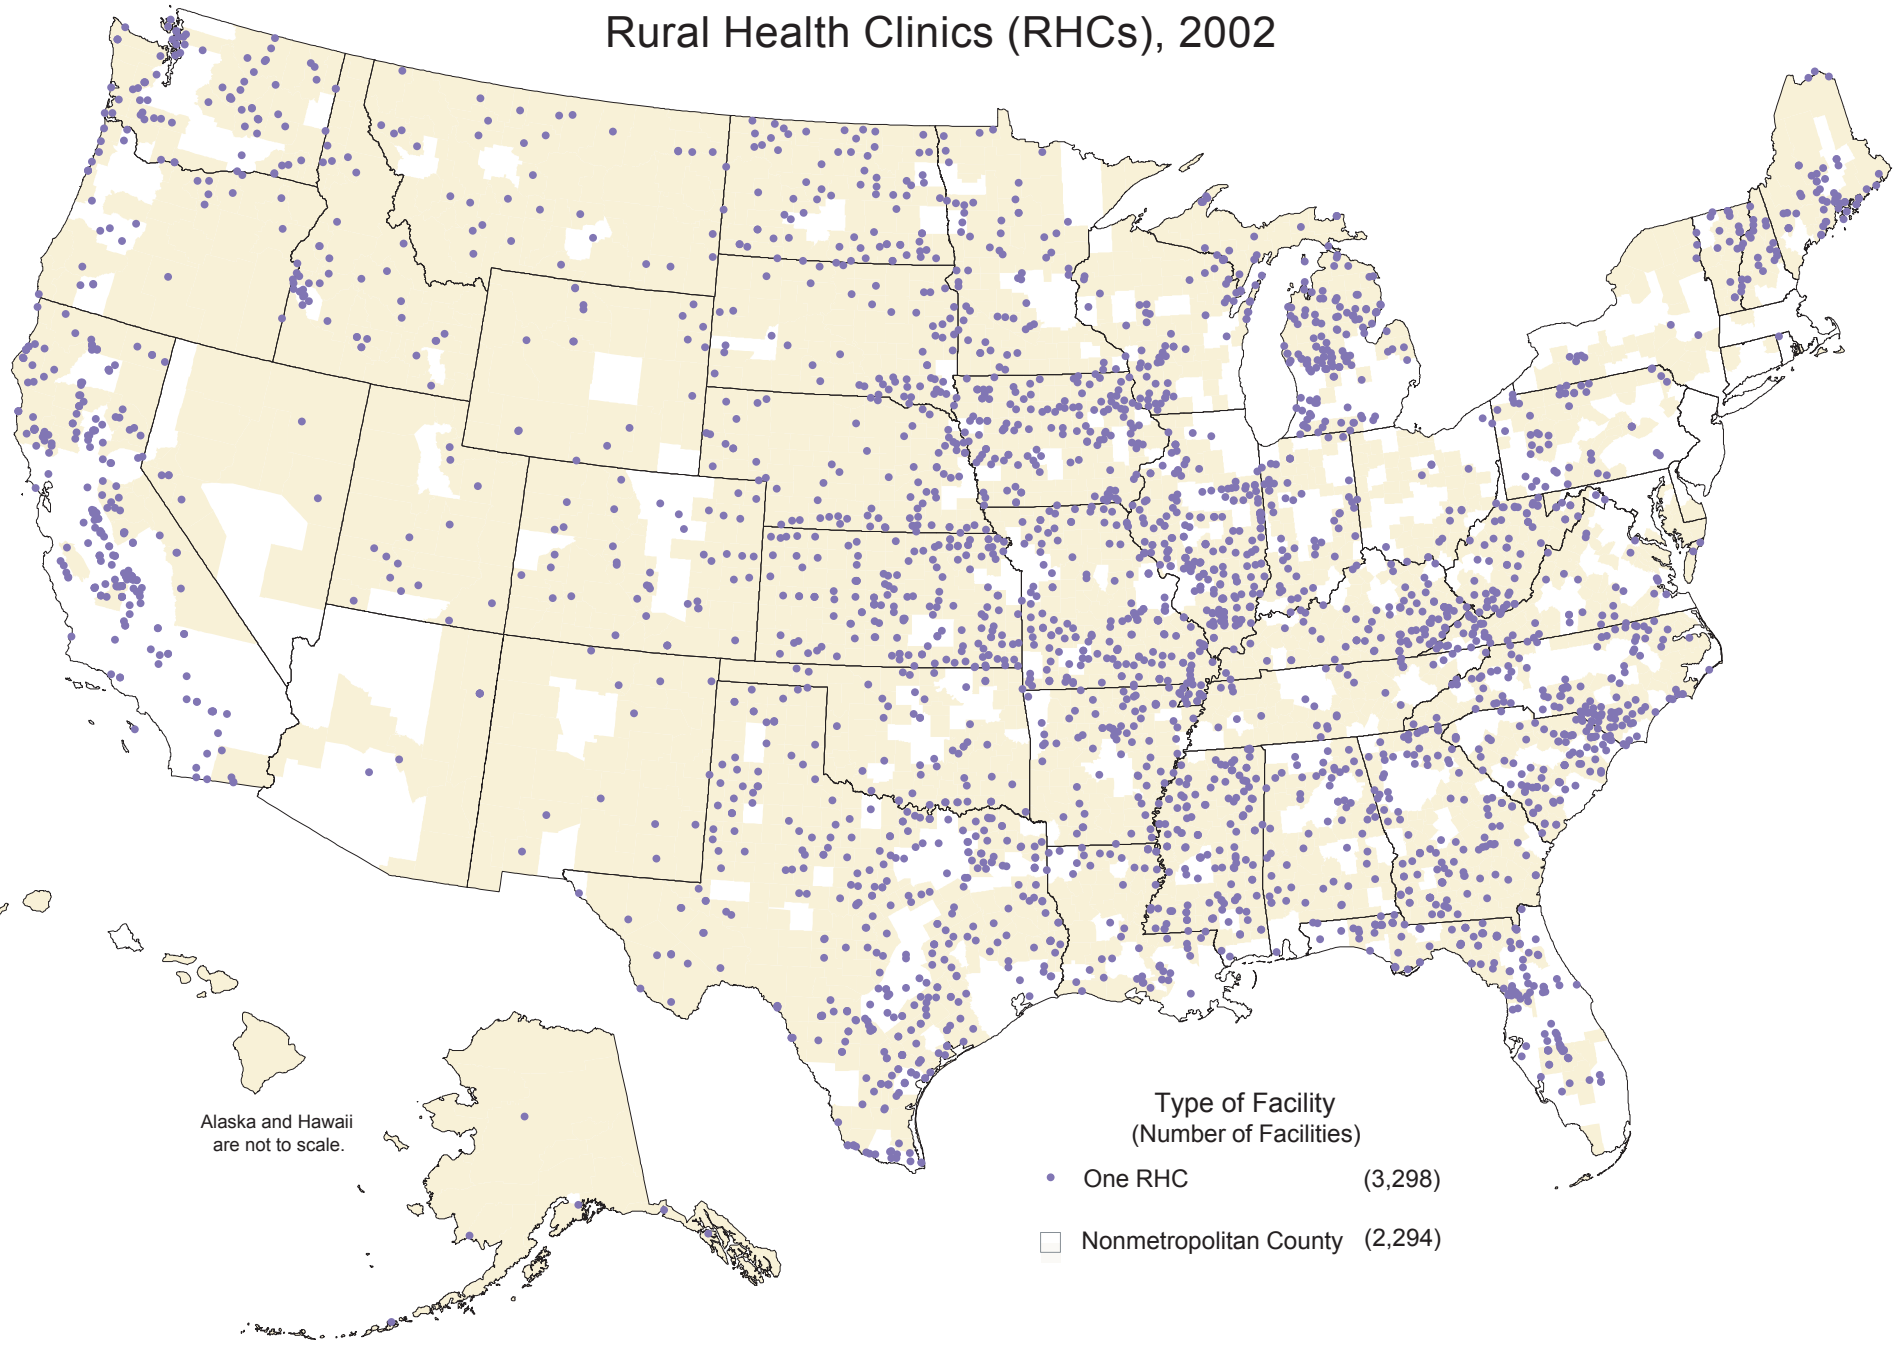 Rural Health Clinics (RHCs), 2002
Alaska and Hawaii
are not to scale.
Type of Facility
(Number of Facilities)
One RHC (3,298)
Nonmetropolitan County (2,294)